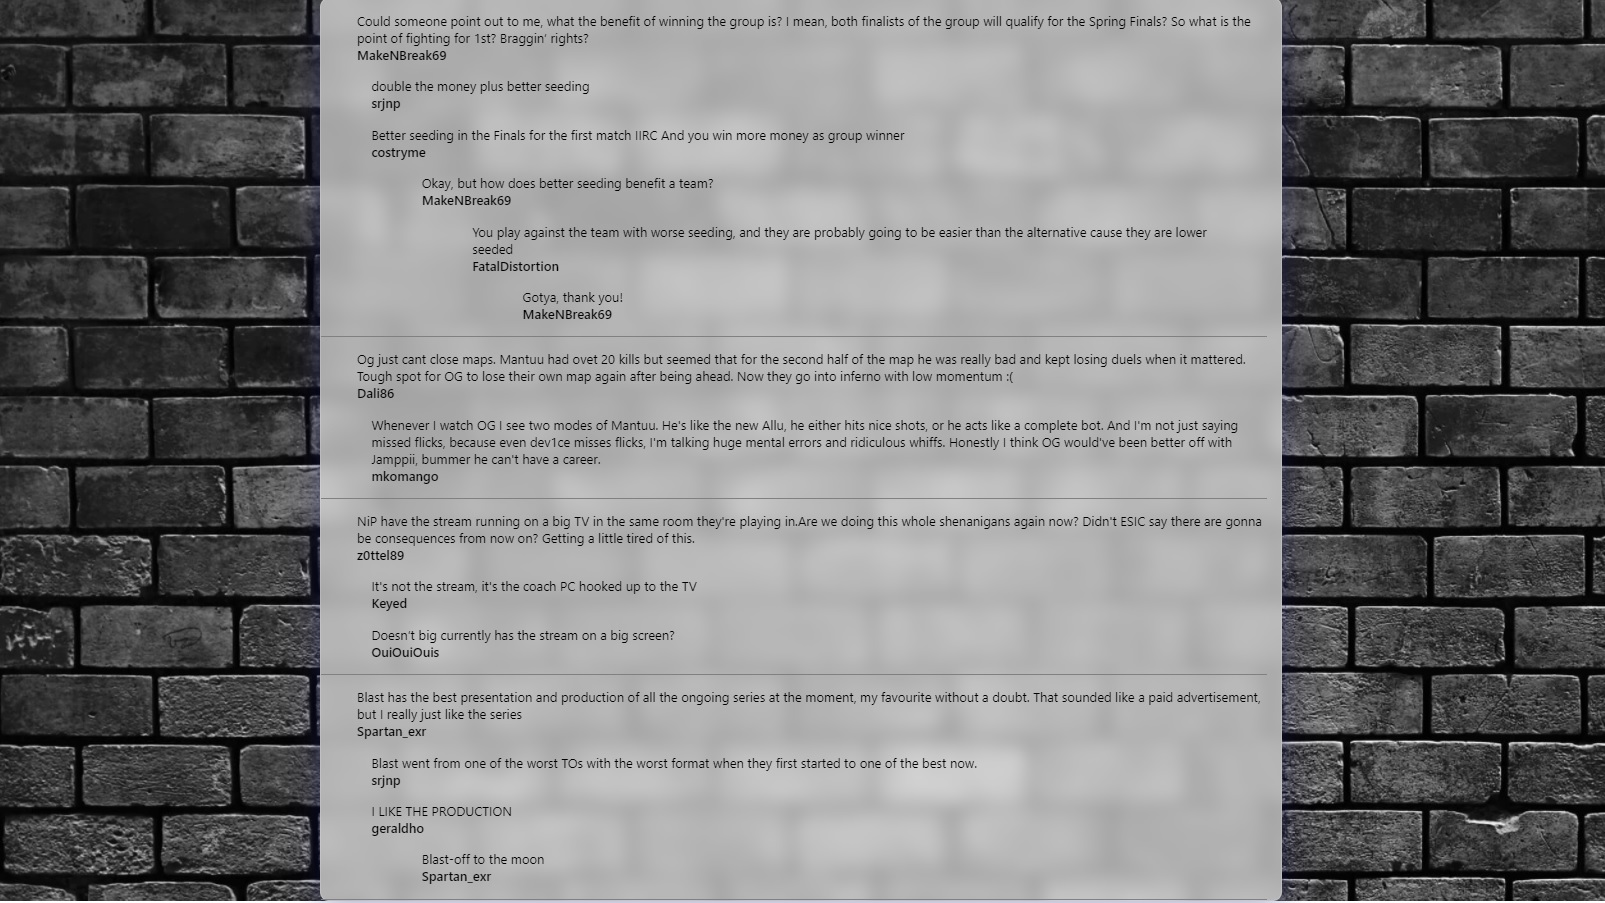 Could someone point out to me, what the benefit of winning the group is? I mean, both finalists of the group will qualify for the Spring Finals? So what is the
point of fighting for 1st? Braggin' rights?
MakeNBreak69
double the money plus better seeding
srjnp
Better seeding in the Finals for the first match IIRC And you win more money as group winner
costryme
Okay, but how does better seeding benefit a team?
MakeNBreak69
You play against the team with worse seeding, and they are probably going to be easier than the alternative cause they are lower
seeded
FatalDistortion
Gotya, thank you!
MakeNBreak69
Og just cant close maps. Mantuu had ovet 20 kills but seemed that for the second half of the map he was really bad and kept losing duels when it mattered.
Tough spot for OG to lose their own map again after being ahead. Now they go into inferno with low momentum :(
Dali86
Whenever I watch OG I see two modes of Mantuu. He's like the new Allu, he either hits nice shots, or he acts like a complete bot. And I'm not just saying
missed flicks, because even dev1ce misses flicks, I'm talking huge mental errors and ridiculous whiffs. Honestly I think OG would've been better off with
Jamppii, bummer he can't have a career.
mkomango
NiP have the stream running on a big TV in the same room they're playing in.Are we doing this whole shenanigans again now? Didn't ESIC say there are gonna
be consequences from now on? Getting a little tired of this.
z0ttel89
It's not the stream, it's the coach PC hooked up to the TV
Keyed
Doesn't big currently has the stream on a big screen?
OuiOuiOuis
Blast has the best presentation and production of all the ongoing series at the moment, my favourite without a doubt. That sounded like a paid advertisement,
but I really just like the series
Spartan_exr
Blast went from one of the worst TOs with the worst format when they first started to one of the best now.
srjnp
I LIKE THE PRODUCTION
geraldho
Blast-off to the moon
Spartan_exr